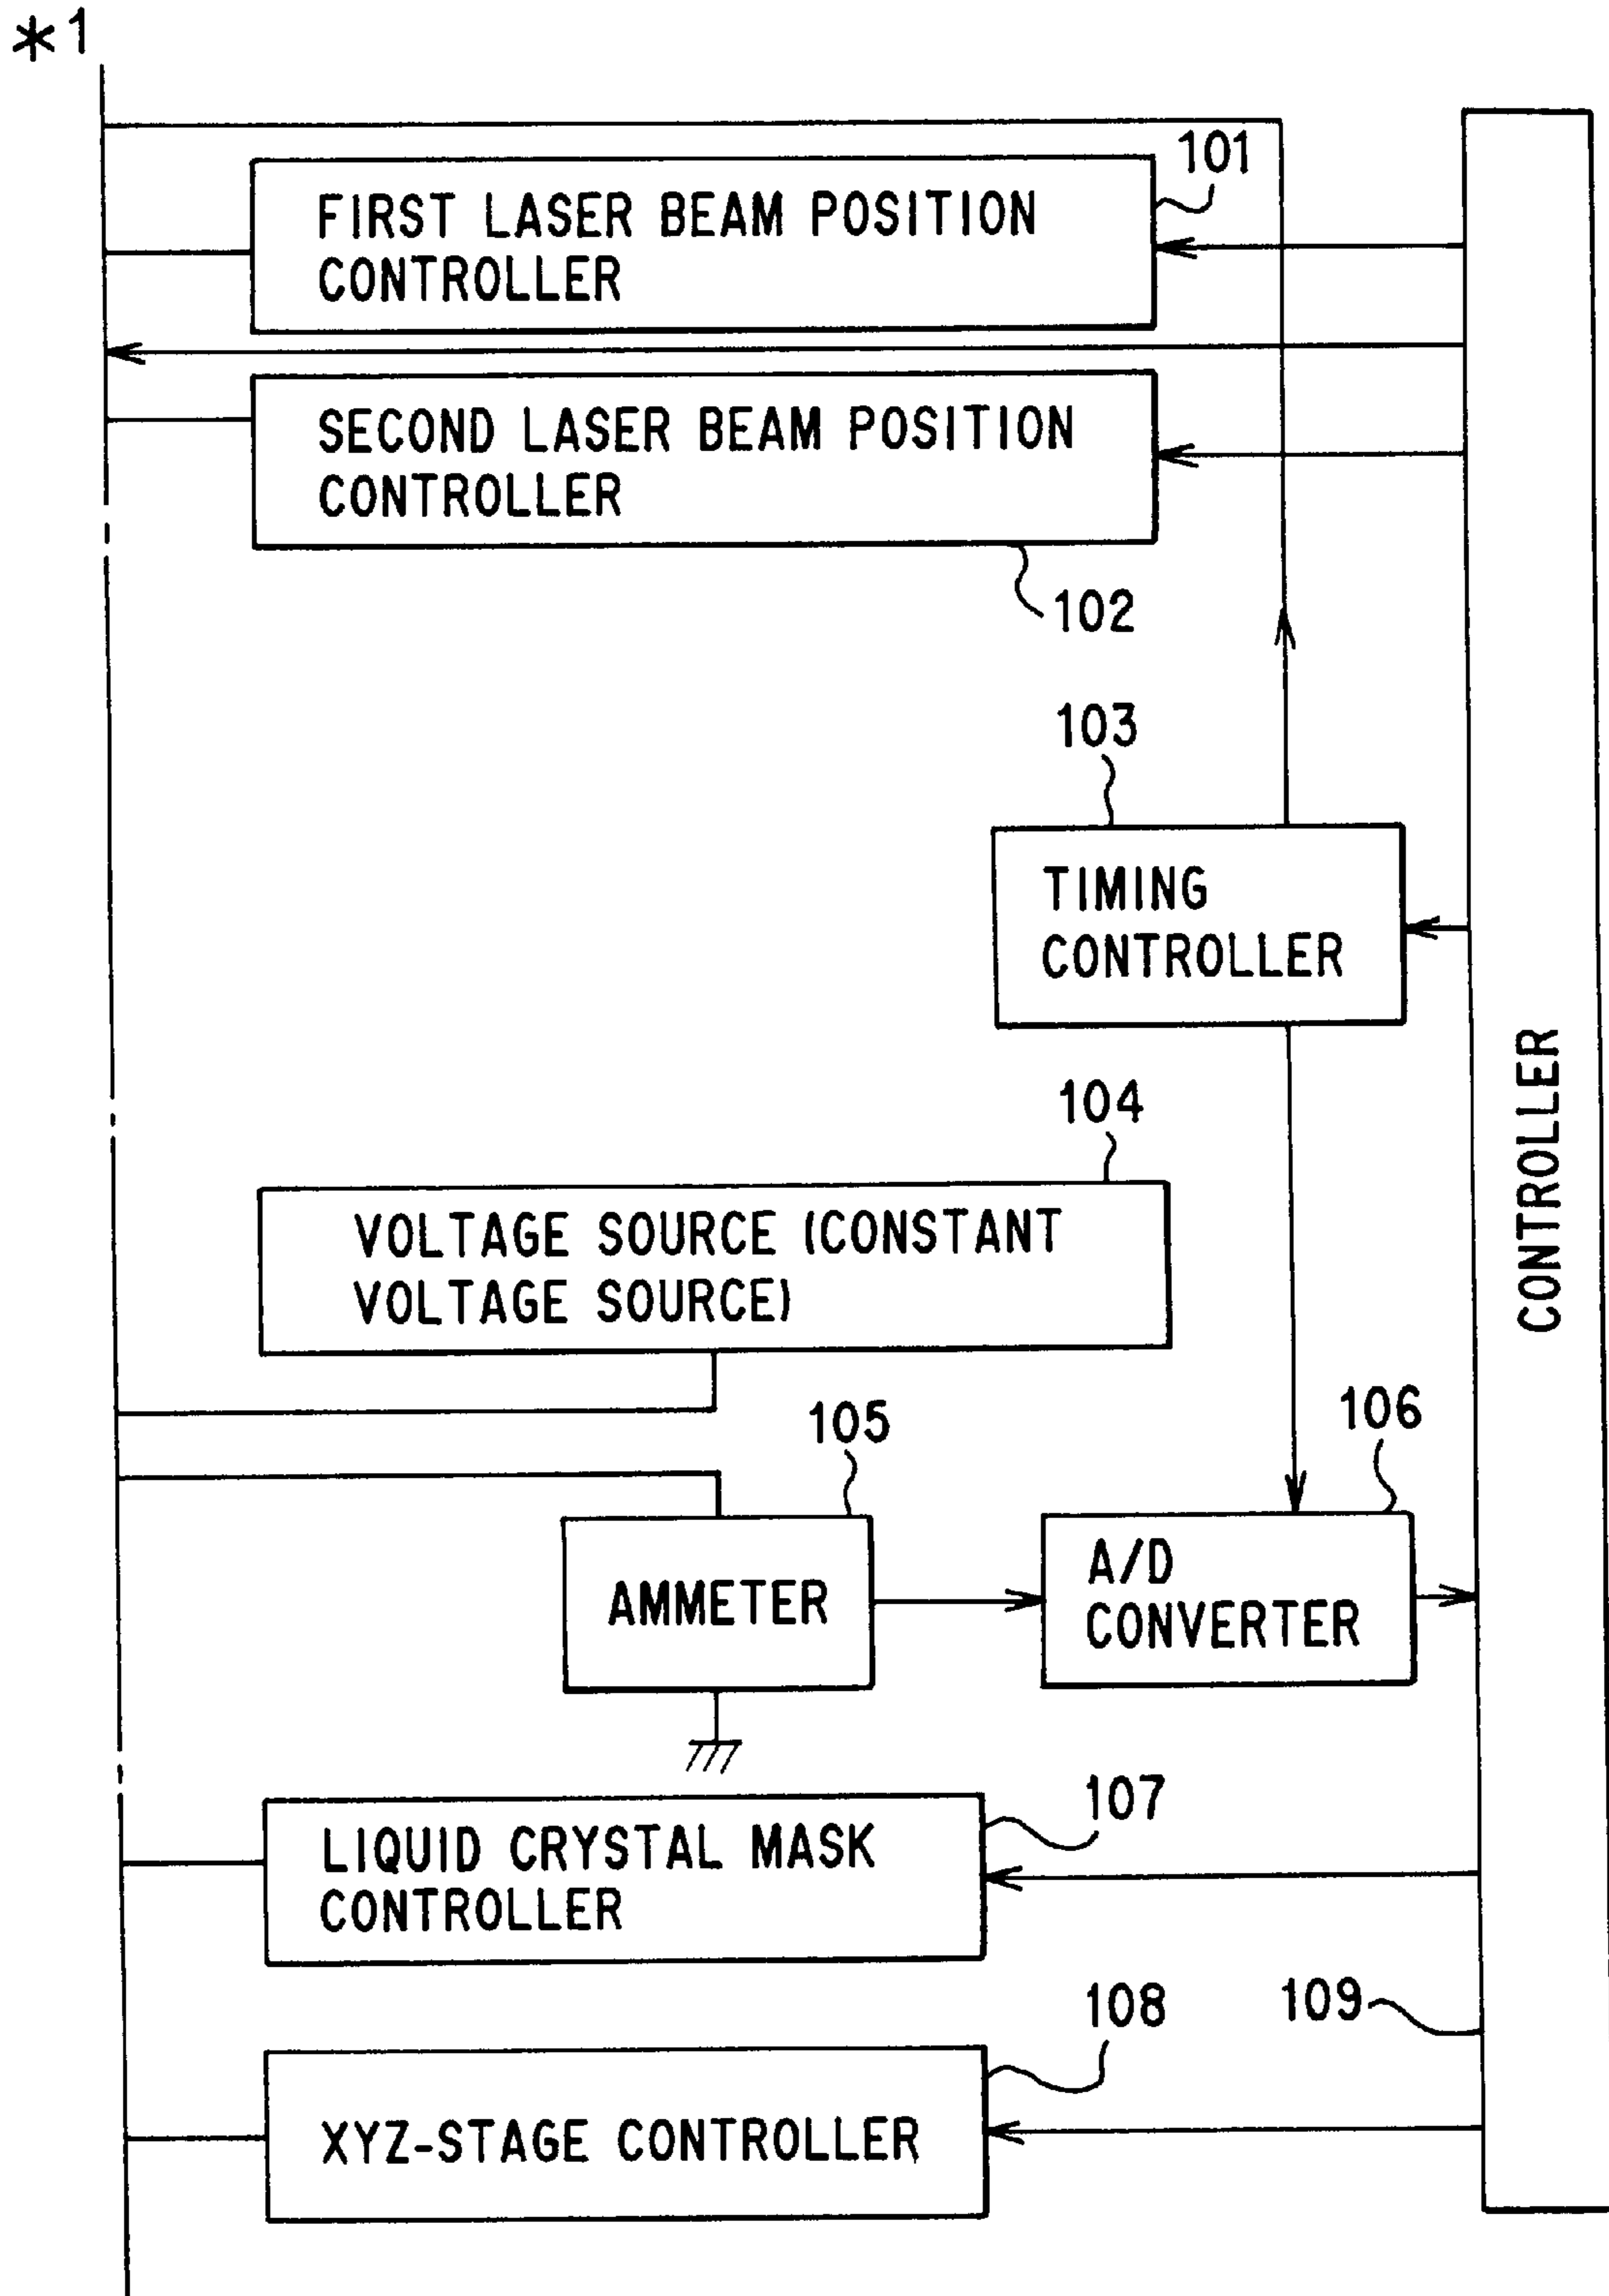 *1
101
FIRST LASER BEAM POSITION
CONTROLLER
SECOND LASER BEAM POSITION
CONTROLLER
102
103
TIMING
CONTROLLER
104
VOLTAGE SOURCE (CONSTANT
VOLTAGE SOURCE)
CONTROLLER
105
106
AMMETER
A/D
CONVERTER
107
LIQUID CRYSTAL MASK
CONTROLLER
108
109
XYZ-STAGE CONTROLLER